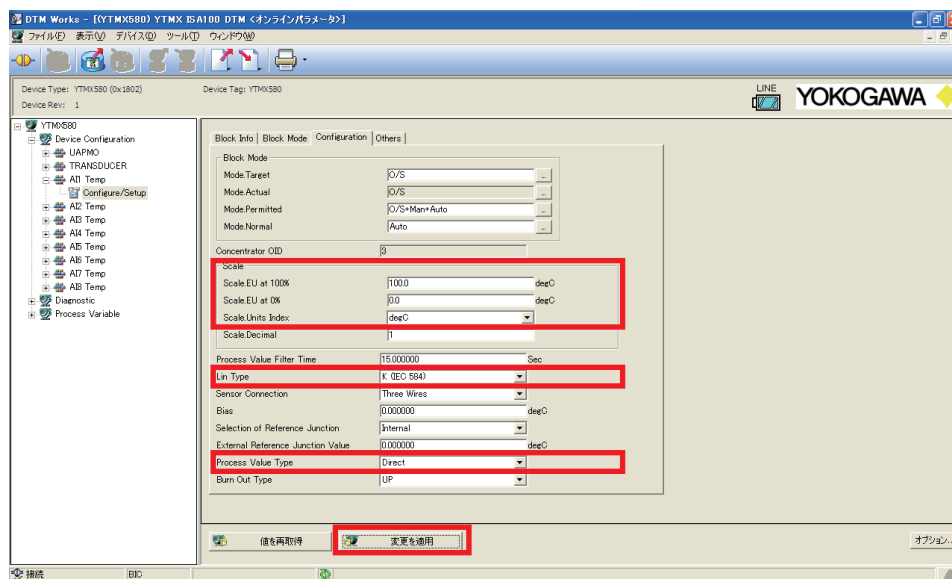 DTM Works - [(YTMX580) YTMX ISA100 DTM <オンラインパラメータ>]
ファイル(F) 表示(V) デバイス(D) ツール(T) ウィンドウ(W)
Device Type: YTMX580 (0x1802) Device Tag: YTMX580
Device Rev: 1
LINE
YOKOGAWA
YTMX580
Device Configuration
UAPMO
TRANSDUCER
AI1 Temp
Configure/Setup
AI2 Temp
AI3 Temp
AI4 Temp
AI5 Temp
AI6 Temp
AI7 Temp
AI8 Temp
Diagnostic
Process Variable
Block Info Block Mode Configuration Others
Block Mode
Mode.Target O/S ...
Mode.Actual O/S ...
Mode.Permitted O/S+Man+Auto ...
Mode.Normal Auto ...
Concentrator OID 3
Scale
Scale.EU at 100% 100.0 degC
Scale.EU at 0% 0.0 degC
Scale.Units Index degC
Scale.Decimal 1
Process Value Filter Time 15.000000 Sec
Lin Type K (IEC 584)
Sensor Connection Three Wires
Bias 0.000000 degC
Selection of Reference Junction Internal
External Reference Junction Value 0.000000 degC
Process Value Type Direct
Burn Out Type UP
値を再取得 変更を適用 オプション...
接続 BIC